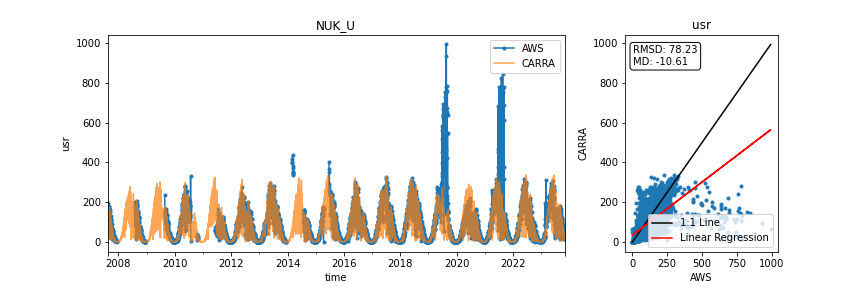 NUK_U
usr
1000
800
600
400
200
0
usr
AWS
CARRA
2008
2010
2012
2014
2016
2018
2020
2022
time
usr
1000
800
600
400
200
0
CARRA
RMSD: 78.23
MD: -10.61
1:1 Line
Linear Regression
0
250
500
750
1000
AWS